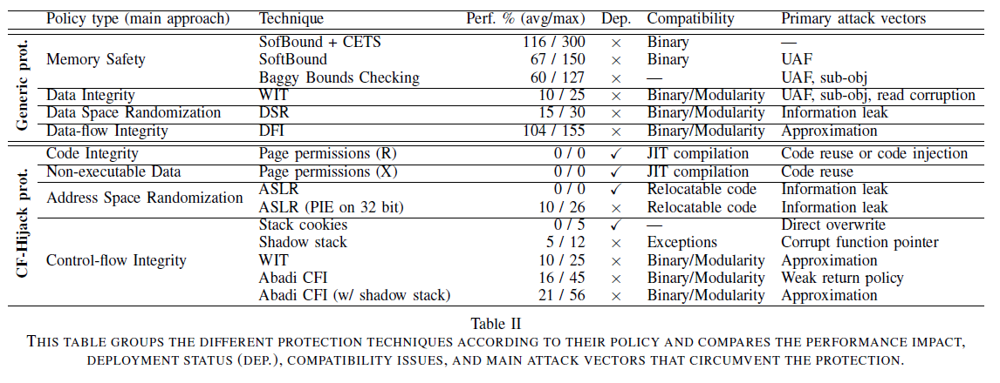 Policy type (main approach) Technique Perf. % (avg/max) Dep. Compatibility Primary attack vectors
Generic prot.
SofBound + CETS 116 / 300 × Binary —
Memory Safety SoftBound 67 / 150 × Binary UAF
Baggy Bounds Checking 60 / 127 × — UAF, sub-obj
Data Integrity WIT 10 / 25 × Binary/Modularity UAF, sub-obj, read corruption
Data Space Randomization DSR 15 / 30 × Binary/Modularity Information leak
Data-flow Integrity DFI 104 / 155 × Binary/Modularity Approximation
CF-Hijack prot.
Code Integrity Page permissions (R) 0 / 0 ✓ JIT compilation Code reuse or code injection
Non-executable Data Page permissions (X) 0 / 0 ✓ JIT compilation Code reuse
Address Space Randomization ASLR 0 / 0 ✓ Relocatable code Information leak
ASLR (PIE on 32 bit) 10 / 26 × Relocatable code Information leak
Stack cookies 0 / 5 ✓ — Direct overwrite
Shadow stack 5 / 12 × Exceptions Corrupt function pointer
Control-flow Integrity WIT 10 / 25 × Binary/Modularity Approximation
Abadi CFI 16 / 45 × Binary/Modularity Weak return policy
Abadi CFI (w/ shadow stack) 21 / 56 × Binary/Modularity Approximation
Table II
THIS TABLE GROUPS THE DIFFERENT PROTECTION TECHNIQUES ACCORDING TO THEIR POLICY AND COMPARES THE PERFORMANCE IMPACT,
DEPLOYMENT STATUS (DEP.), COMPATIBILITY ISSUES, AND MAIN ATTACK VECTORS THAT CIRCUMVENT THE PROTECTION.